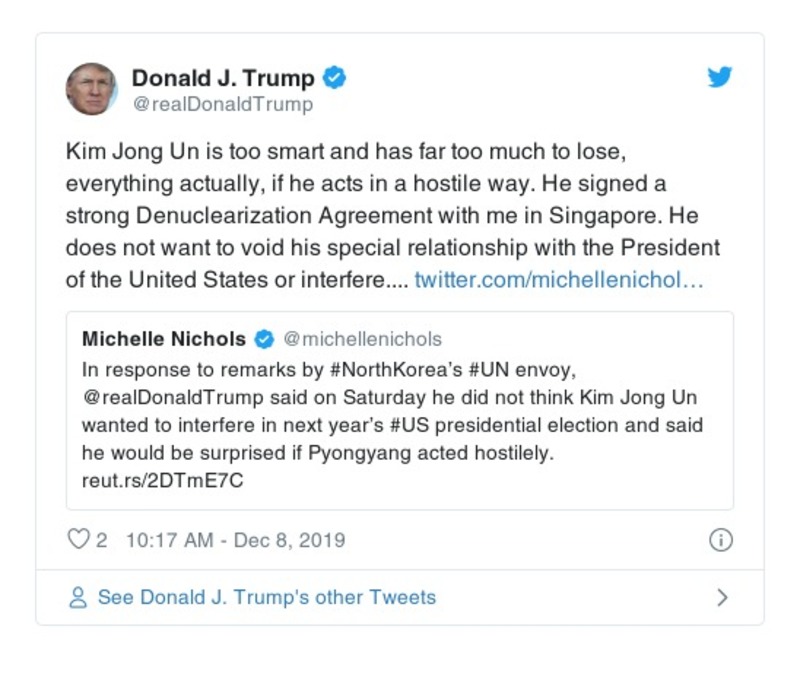 Donald J. Trump
@realDonaldTrump
Kim Jong Un is too smart and has far too much to lose,
everything actually, if he acts in a hostile way. He signed a
strong Denuclearization Agreement with me in Singapore. He
does not want to void his special relationship with the President
of the United States or interfere.... twitter.com/michellenichol…
Michelle Nichols @michellenichols
In response to remarks by #NorthKorea’s #UN envoy,
@realDonaldTrump said on Saturday he did not think Kim Jong Un
wanted to interfere in next year’s #US presidential election and said
he would be surprised if Pyongyang acted hostilely.
reut.rs/2DTmE7C
2 10:17 AM - Dec 8, 2019
See Donald J. Trump's other Tweets